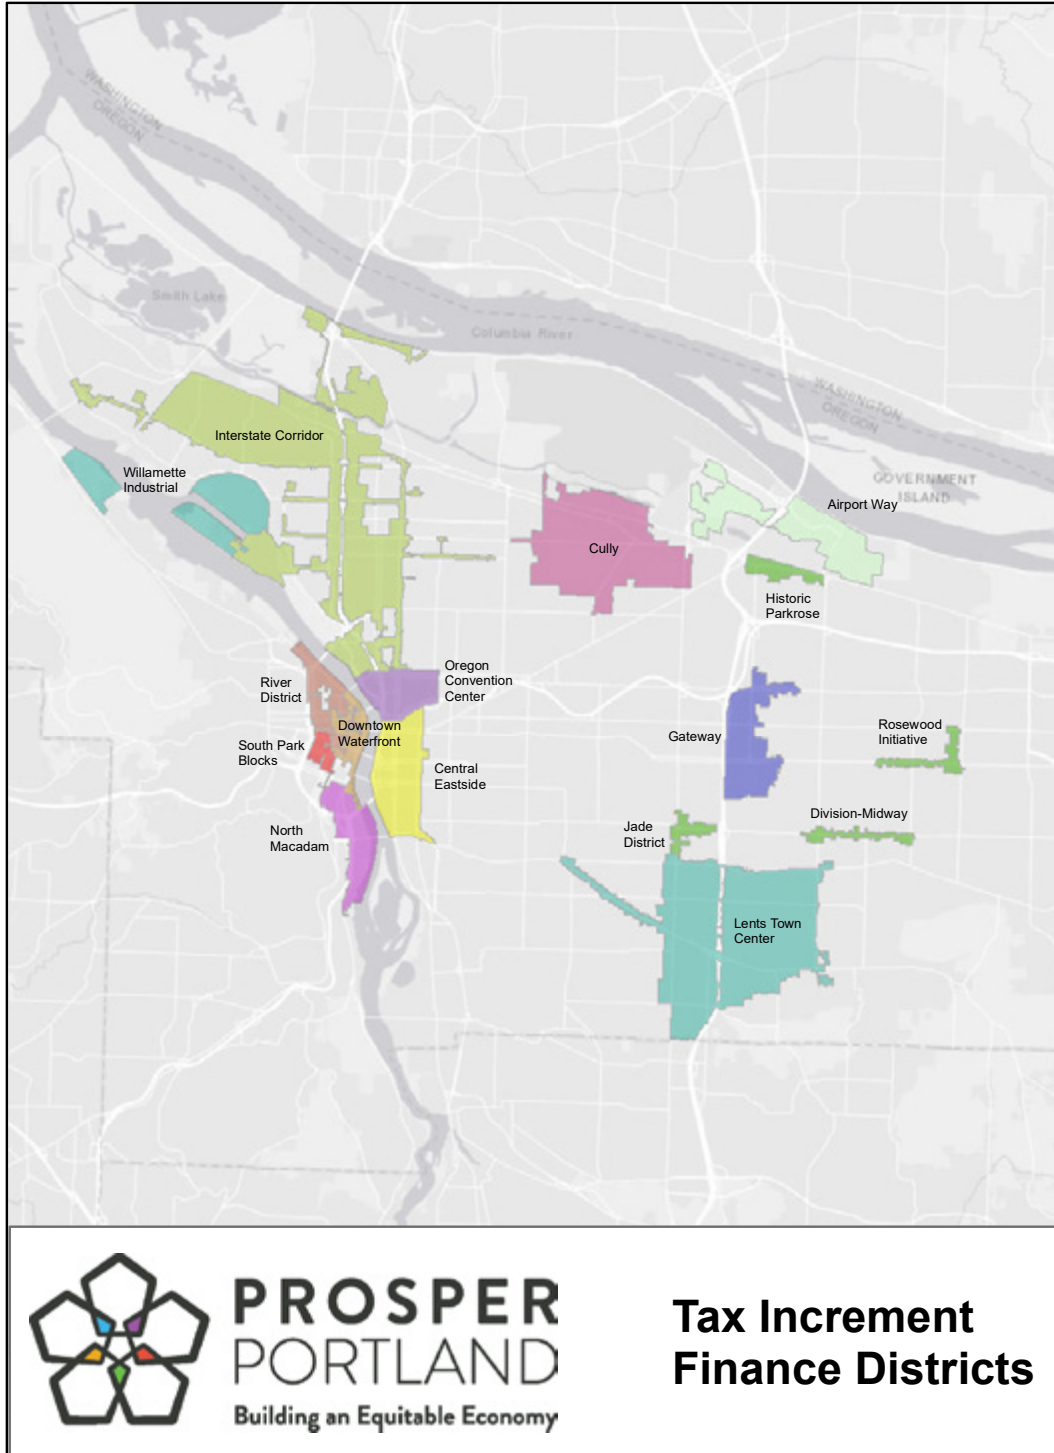 WASHINGTON
OREGON
Smith Lake
Columbia River
WASHINGTON
OREGON
Interstate Corridor
Willamette
Industrial
GOVERNMENT
ISLAND
Airport Way
Cully
Historic
Parkrose
River
District
Oregon
Convention
Center
Downtown
Waterfront
South Park
Blocks
Central
Eastside
Gateway
Rosewood
Initiative
North
Macadam
Jade
District
Division-Midway
Lents Town
Center
PROSPER
PORTLAND
Building an Equitable Economy
Tax Increment
Finance Districts